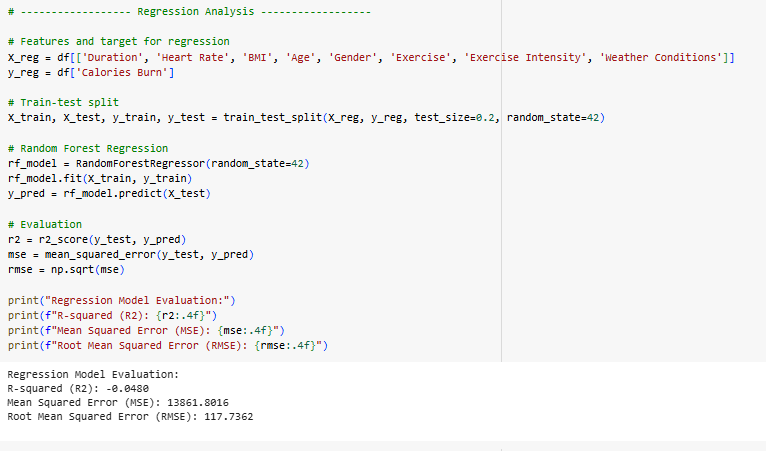 # ------------------ Regression Analysis ------------------
# Features and target for regression
X_reg = df[['Duration', 'Heart Rate', 'BMI', 'Age', 'Gender', 'Exercise', 'Exercise Intensity', 'Weather Conditions']]
y_reg = df['Calories Burn']
# Train-test split
X_train, X_test, y_train, y_test = train_test_split(X_reg, y_reg, test_size=0.2, random_state=42)
# Random Forest Regression
rf_model = RandomForestRegressor(random_state=42)
rf_model.fit(X_train, y_train)
y_pred = rf_model.predict(X_test)
# Evaluation
r2 = r2_score(y_test, y_pred)
mse = mean_squared_error(y_test, y_pred)
rmse = np.sqrt(mse)
print("Regression Model Evaluation:")
print(f"R-squared (R2): {r2:.4f}")
print(f"Mean Squared Error (MSE): {mse:.4f}")
print(f"Root Mean Squared Error (RMSE): {rmse:.4f}")
Regression Model Evaluation:
R-squared (R2): -0.0480
Mean Squared Error (MSE): 13861.8016
Root Mean Squared Error (RMSE): 117.7362